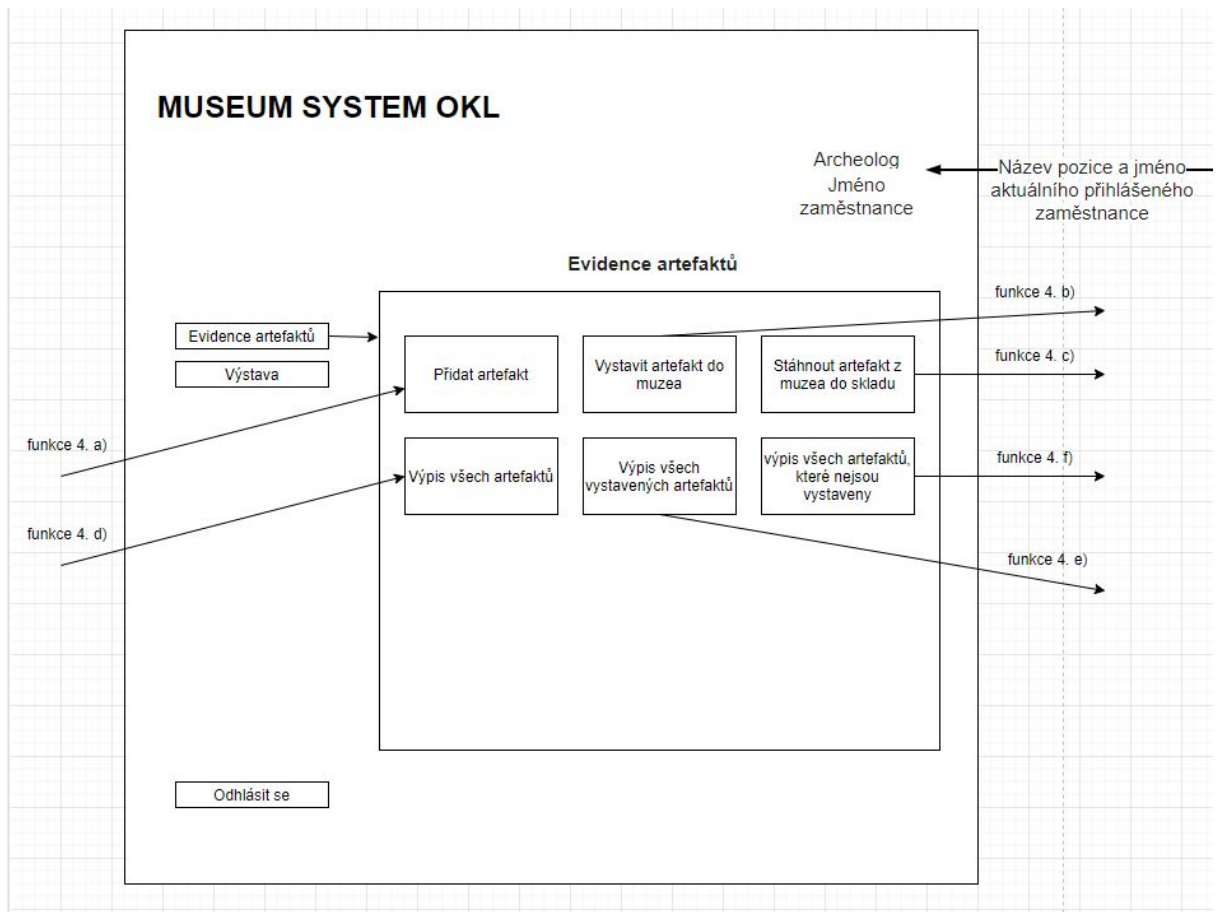 MUSEUM SYSTEM OKL
Archeolog
Jméno
zaměstnance
Název pozice a jméno
aktuálního přihlášeného
zaměstnance
Evidence artefaktů
funkce 4. b)
Evidence artefaktů
Výstava
Přidat artefakt
Vystavit artefakt do
muzea
Stáhnout artefakt z
muzea do skladu
funkce 4. c)
funkce 4. a)
Výpis všech artefaktů
Výpis všech
vystavených artefaktů
výpis všech artefaktů,
které nejsou
vystaveny
funkce 4. f)
funkce 4. d)
funkce 4. e)
Odhlásit se